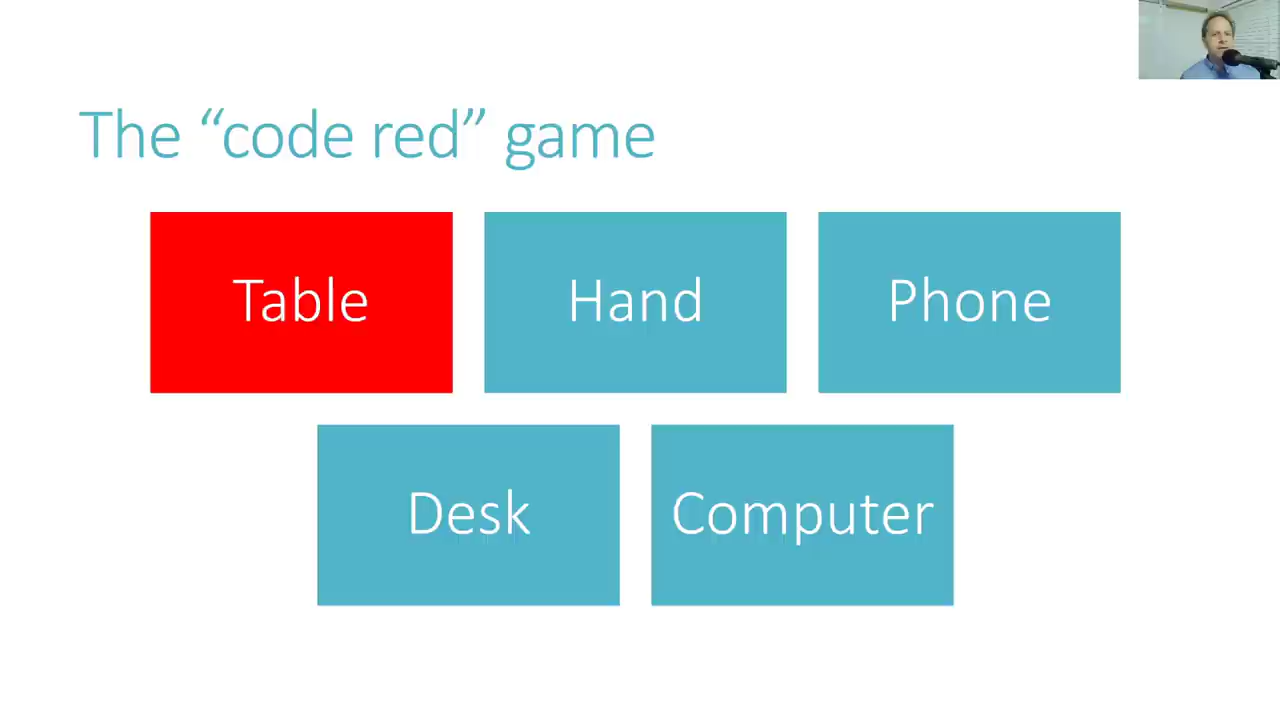 The “code red” game
Table
Hand
Phone
Desk
Computer